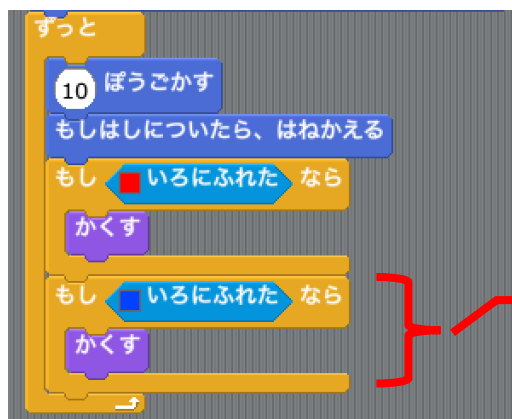 ずっと
10 ほうごかす
もしはしについたら、はねかえる
もし いろにふれた なら
かくす
もし いろにふれた なら
かくす